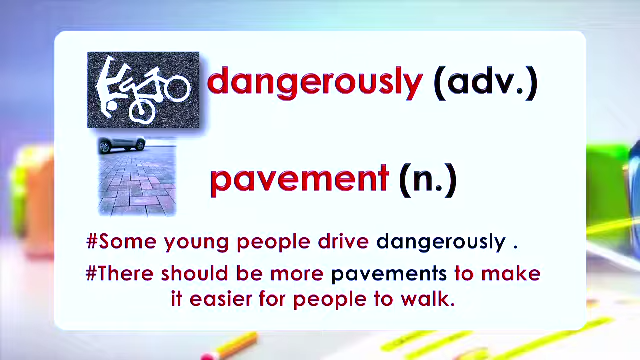 dangerously (adv.)
pavement (n.)
#Some young people drive dangerously .
#There should be more pavements to make
it easier for people to walk.